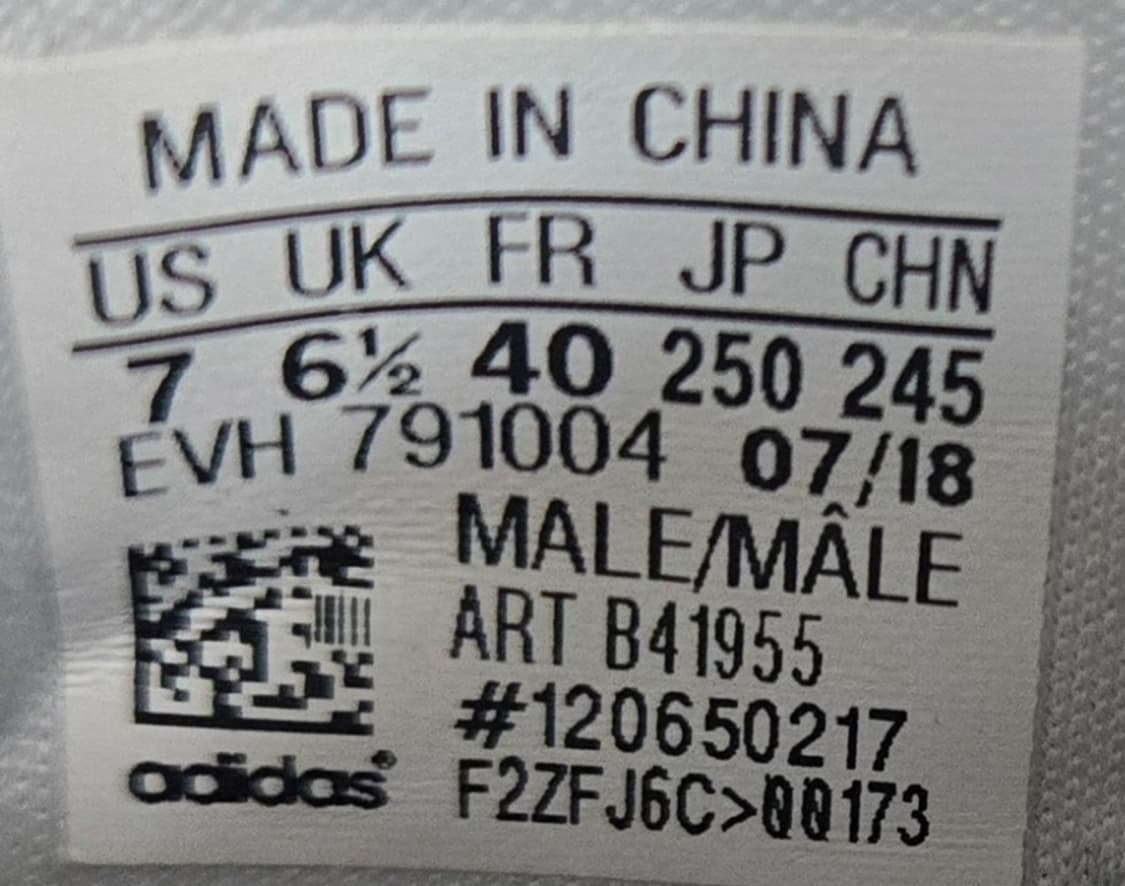 MADE IN CHINA
US UK FR JP CHN
7 6½ 40 250 245
EVH 791004 07/18
MALE/MÂLE
ART B41955
#120650217
F2ZFJ6C>00173
adidas®